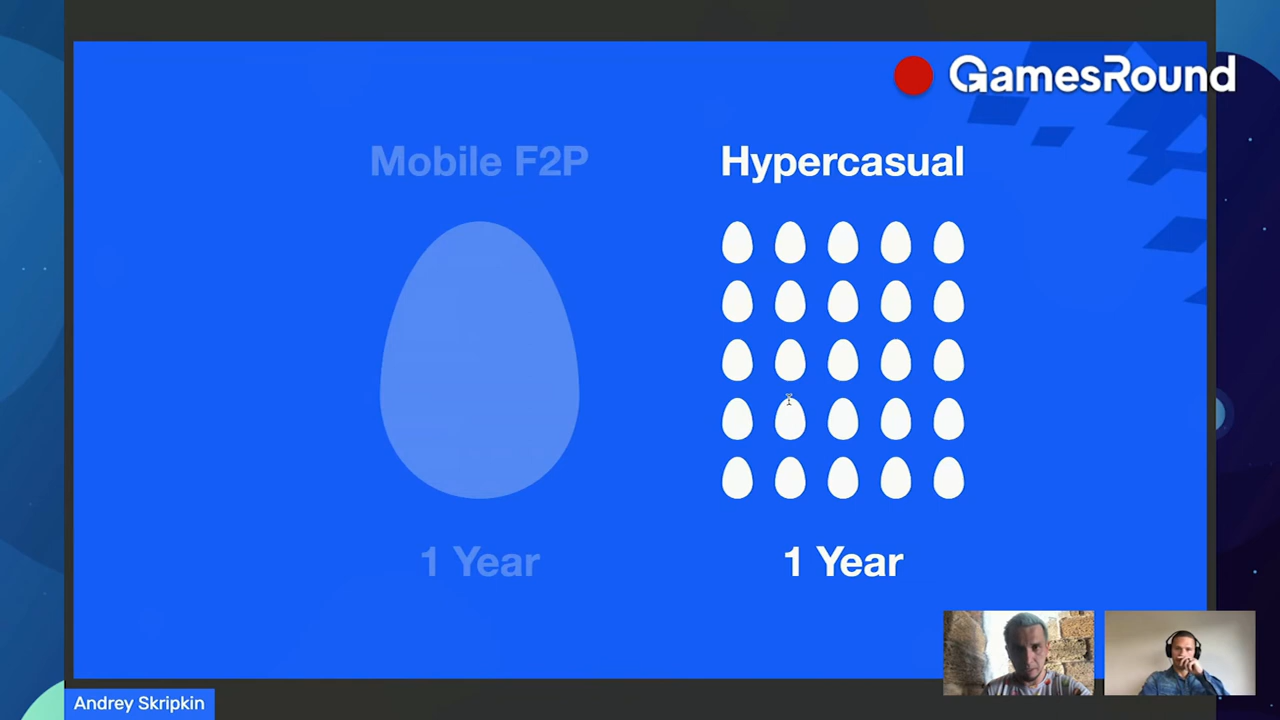 GamesRound
Mobile F2P
Hypercasual
1 Year
1 Year
Andrey Skripkin